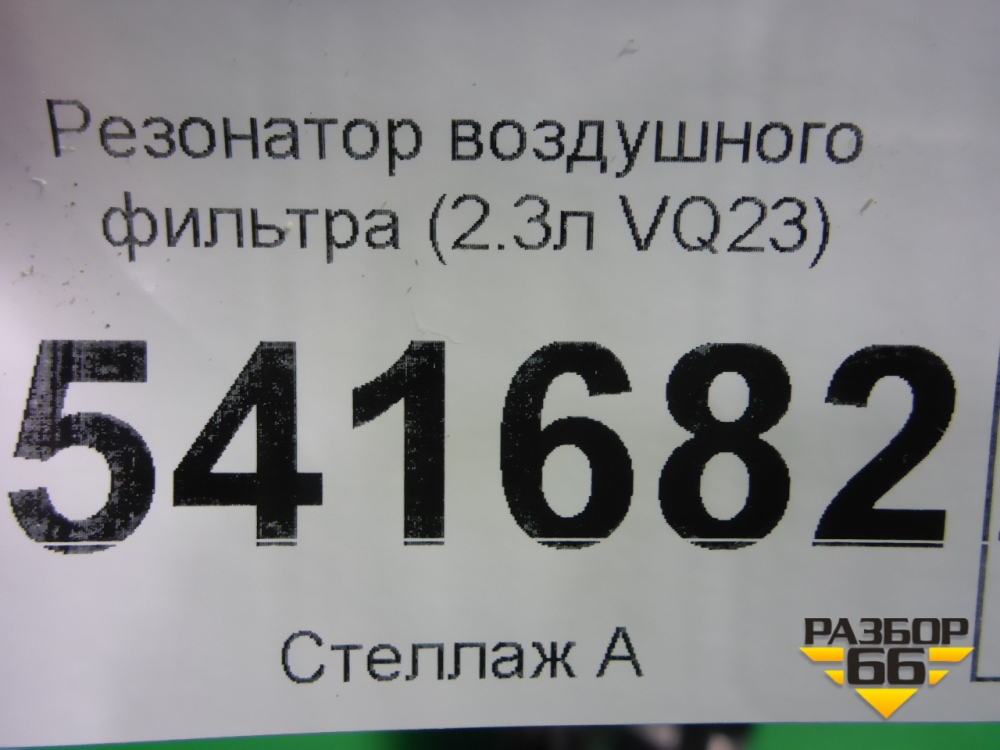 Резонатор воздушного
фильтра (2.3л VQ23)
541682
Стеллаж А
РАЗБОР
66